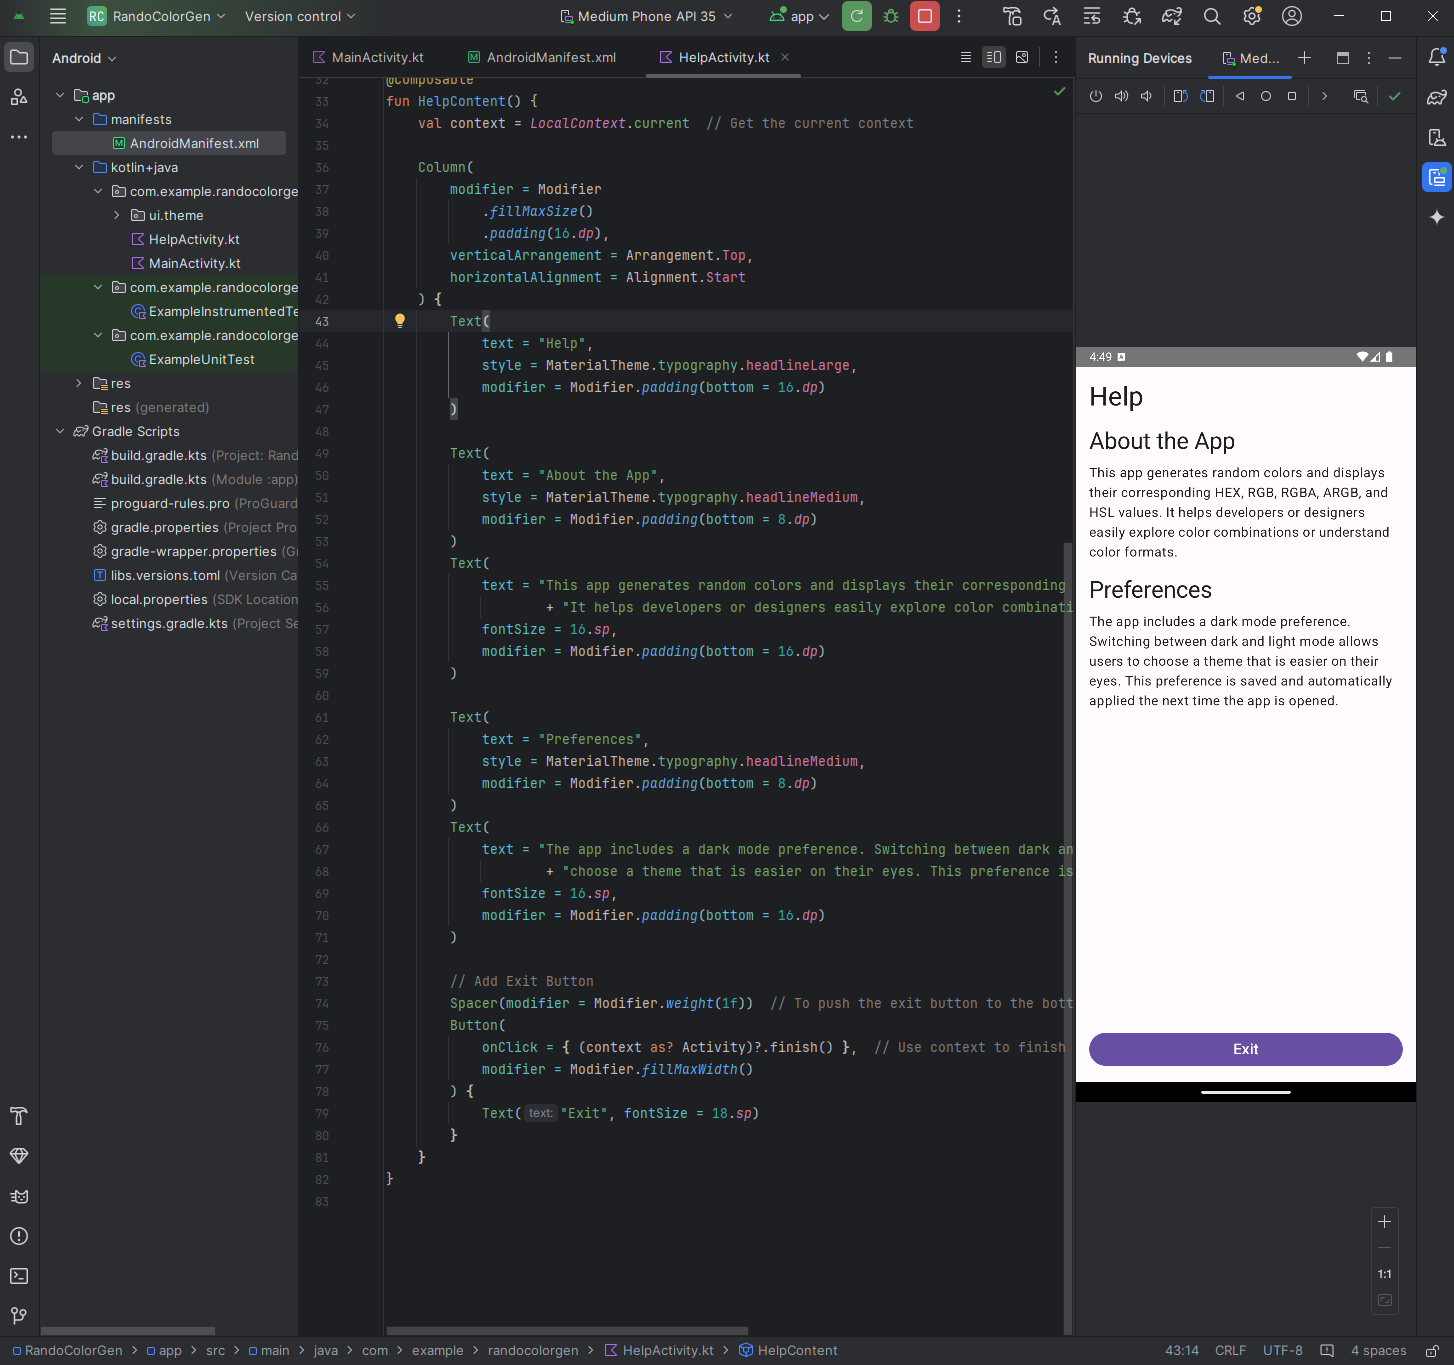 RC RandoColorGen Version control Medium Phone API 35 app
Android
app
manifests
AndroidManifest.xml
kotlin+java
com.example.randocolorge
ui.theme
HelpActivity.kt
MainActivity.kt
com.example.randocolorge
ExampleInstrumentedTe
com.example.randocolorge
ExampleUnitTest
res
res (generated)
Gradle Scripts
build.gradle.kts (Project: Rand
build.gradle.kts (Module :app)
proguard-rules.pro (ProGuard
gradle.properties (Project Pro
gradle-wrapper.properties (G
libs.versions.toml (Version Ca
local.properties (SDK Location
settings.gradle.kts (Project Se
MainActivity.kt AndroidManifest.xml HelpActivity.kt
32 @Composable
33 fun HelpContent() {
34 val context = LocalContext.current // Get the current context
35
36 Column(
37 modifier = Modifier
38 .fillMaxSize()
39 .padding(16.dp),
40 verticalArrangement = Arrangement.Top,
41 horizontalAlignment = Alignment.Start
42 ) {
43 Text(
44 text = "Help",
45 style = MaterialTheme.typography.headlineLarge,
46 modifier = Modifier.padding(bottom = 16.dp)
47 )
48
49 Text(
50 text = "About the App",
51 style = MaterialTheme.typography.headlineMedium,
52 modifier = Modifier.padding(bottom = 8.dp)
53 )
54 Text(
55 text = "This app generates random colors and displays their corresponding
56 + "It helps developers or designers easily explore color combinati
57 fontSize = 16.sp,
58 modifier = Modifier.padding(bottom = 16.dp)
59 )
60
61 Text(
62 text = "Preferences",
63 style = MaterialTheme.typography.headlineMedium,
64 modifier = Modifier.padding(bottom = 8.dp)
65 )
66 Text(
67 text = "The app includes a dark mode preference. Switching between dark an
68 + "choose a theme that is easier on their eyes. This preference is
69 fontSize = 16.sp,
70 modifier = Modifier.padding(bottom = 16.dp)
71 )
72
73 // Add Exit Button
74 Spacer(modifier = Modifier.weight(1f)) // To push the exit button to the bott
75 Button(
76 onClick = { (context as? Activity)?.finish() }, // Use context to finish
77 modifier = Modifier.fillMaxWidth()
78 ) {
79 Text( text: "Exit", fontSize = 18.sp)
80 }
81 }
82 }
83
Running Devices Med...
4:49
Help
About the App
This app generates random colors and displays
their corresponding HEX, RGB, RGBA, ARGB, and
HSL values. It helps developers or designers
easily explore color combinations or understand
color formats.
Preferences
The app includes a dark mode preference.
Switching between dark and light mode allows
users to choose a theme that is easier on their
eyes. This preference is saved and automatically
applied the next time the app is opened.
Exit
1:1
RandoColorGen > app > src > main > java > com > example > randocolorgen > HelpActivity.kt > HelpContent 43:14 CRLF UTF-8 4 spaces